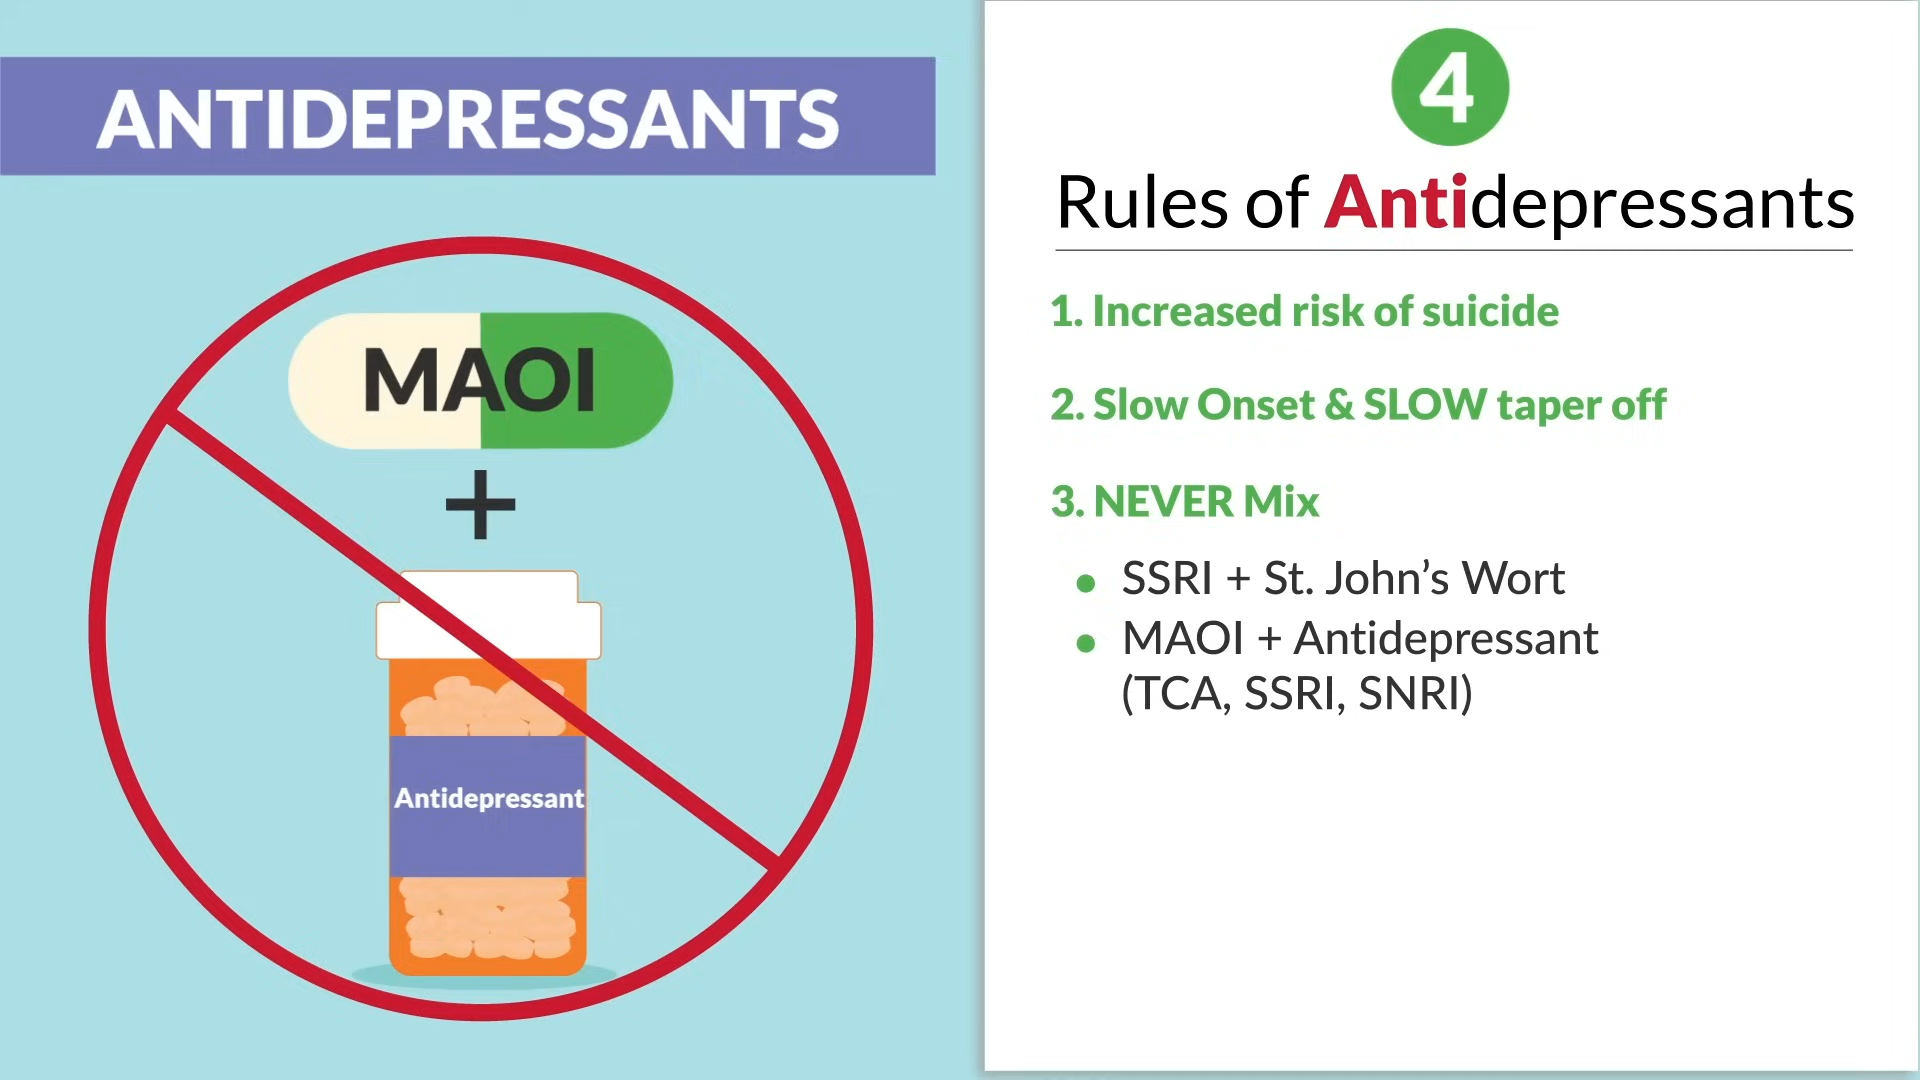 ANTIDEPRESSANTS
MAOI
+
Antidepressant
4
Rules of Antidepressants
1. Increased risk of suicide
2. Slow Onset & SLOW taper off
3. NEVER Mix
• SSRI + St. John’s Wort
• MAOI + Antidepressant
(TCA, SSRI, SNRI)